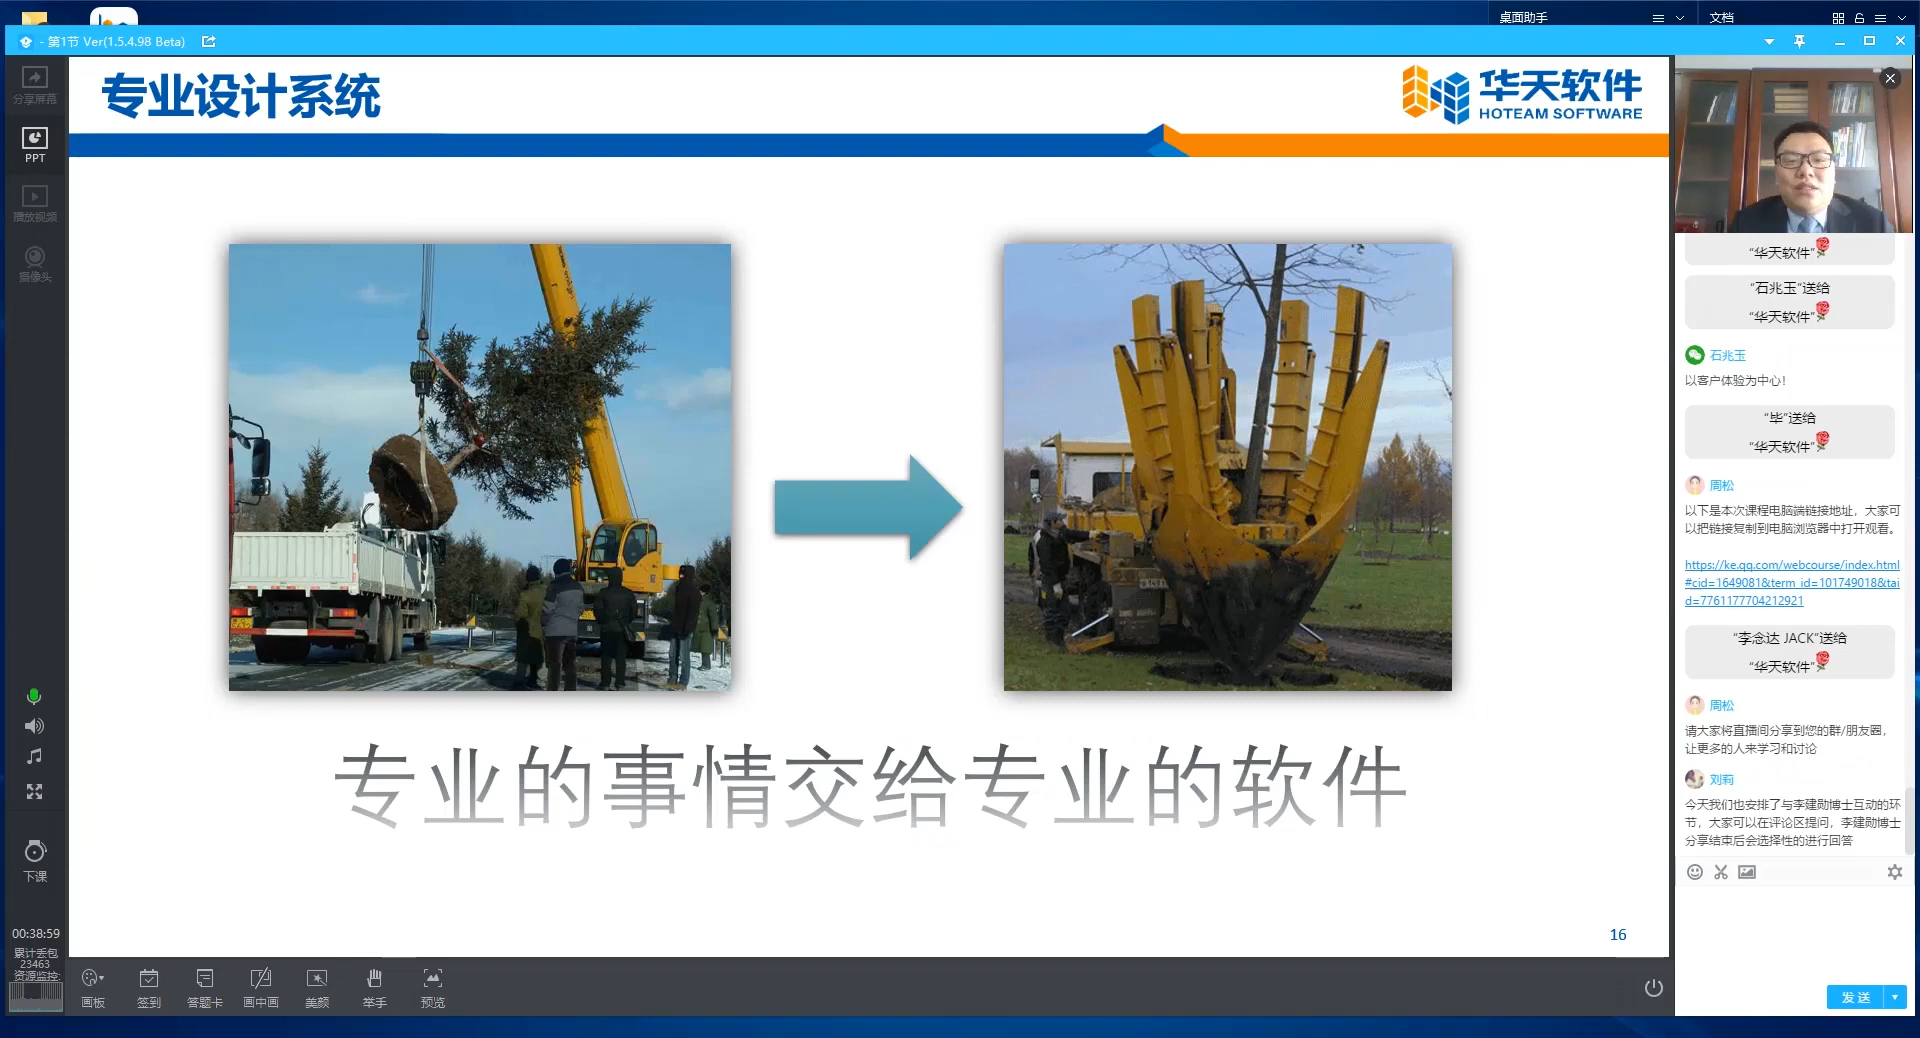 桌面助手
文档
- 第1节 Ver(1.5.4.98 Beta)
分享屏幕
PPT
播放视频
摄像头
下课
00:38:59
累计丢包
23463
资源监控:
专业设计系统
华天软件
HOTEAM SOFTWARE
专业的事情交给专业的软件
16
画板
签到
答题卡
画中画
美颜
举手
预览
“华天软件”
“石兆玉”送给
“华天软件”
石兆玉
以客户体验为中心！
“毕”送给
“华天软件”
周松
以下是本次课程电脑端链接地址，大家可
以把链接复制到电脑浏览器中打开观看。
https://ke.qq.com/webcourse/index.html
#cid=1649081&term_id=101749018&tai
d=7761177704212921
“李念达 JACK”送给
“华天软件”
周松
请大家将直播间分享到您的群/朋友圈，
让更多的人来学习和讨论
刘莉
今天我们也安排了与李建勋博士互动的环
节，大家可以在评论区提问，李建勋博士
分享结束后会选择性的进行回答
发送